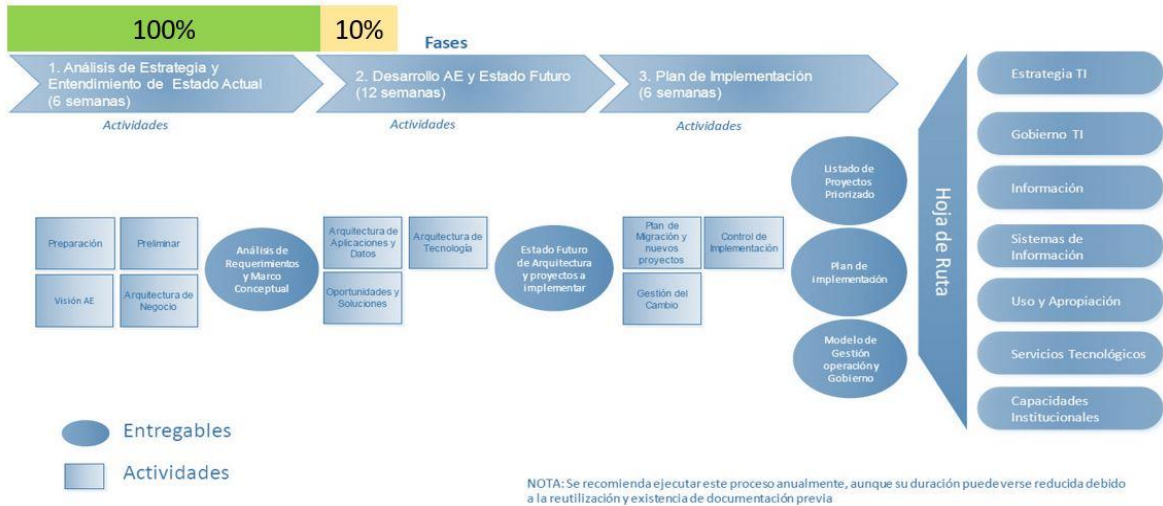 100%
10%
Fases
1. Análisis de Estrategia y
Entendimiento de Estado Actual
(6 semanas)
2. Desarrollo AE y Estado Futuro
(12 semanas)
3. Plan de Implementación
(6 semanas)
Actividades
Actividades
Actividades
Preparación
Preliminar
Visión AE
Arquitectura de
Negocio
Análisis de
Requerimientos
y Marco
Conceptual
Arquitectura de
Aplicaciones y
Datos
Arquitectura de
Tecnología
Oportunidades y
Soluciones
Estado Futuro
de Arquitectura
y proyectos a
implementar
Plan de
Migración y
nuevos
proyectos
Control de
Implementación
Gestión del
Cambio
Listado de
Proyectos
Priorizado
Plan de
implementación
Modelo de
Gestión
operación y
Gobierno
Hoja de Ruta
Estrategia TI
Gobierno TI
Información
Sistemas de
Información
Uso y Apropiación
Servicios Tecnológicos
Capacidades
Institucionales
Entregables
Actividades
NOTA: Se recomienda ejecutar este proceso anualmente, aunque su duración puede verse reducida debido
a la reutilización y existencia de documentación previa